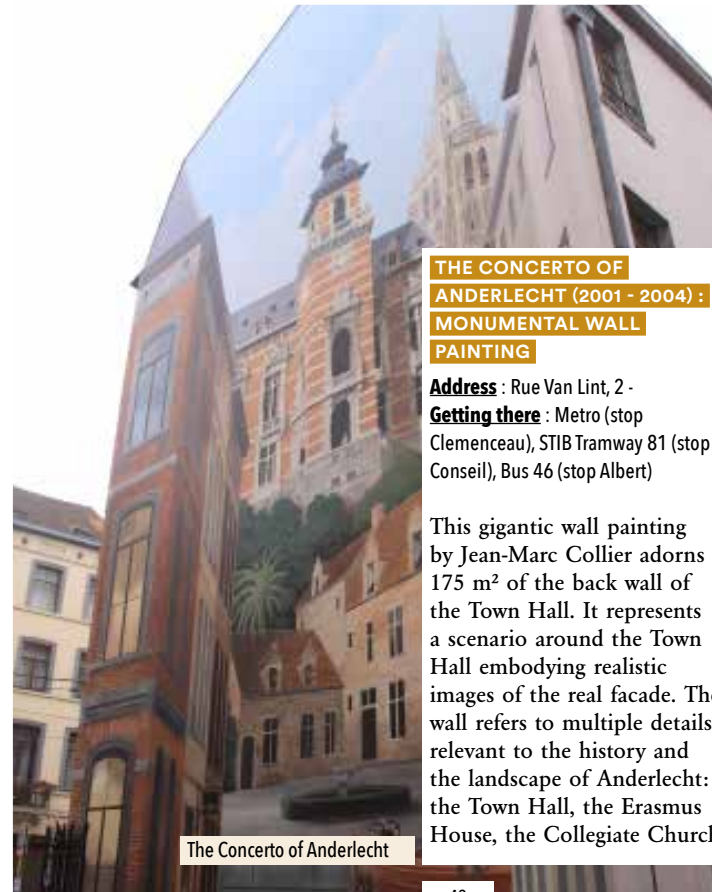 THE CONCERTO OF
ANDERLECHT (2001 - 2004) :
MONUMENTAL WALL
PAINTING
Address : Rue Van Lint, 2 -
Getting there : Metro (stop
Clemenceau), STIB Tramway 81 (stop
Conseil), Bus 46 (stop Albert)
This gigantic wall painting
by Jean-Marc Collier adorns
175 m² of the back wall of
the Town Hall. It represents
a scenario around the Town
Hall embodying realistic
images of the real facade. The
wall refers to multiple details
relevant to the history and
the landscape of Anderlecht:
the Town Hall, the Erasmus
House, the Collegiate Church
The Concerto of Anderlecht